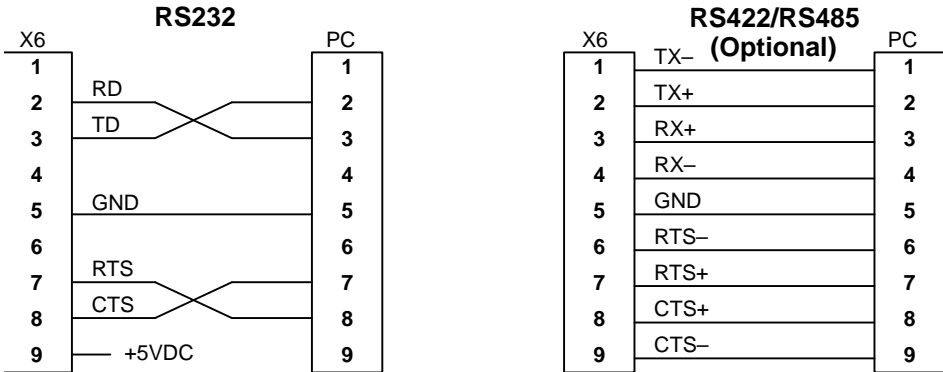 RS232
X6 PC
1 1
2 RD 2
3 TD 3
4 4
5 GND 5
6 6
7 RTS 7
8 CTS 8
9 +5VDC 9
RS422/RS485
(Optional)
X6 PC
1 TX– 1
2 TX+ 2
3 RX+ 3
4 RX– 4
5 GND 5
6 RTS– 6
7 RTS+ 7
8 CTS+ 8
9 CTS– 9